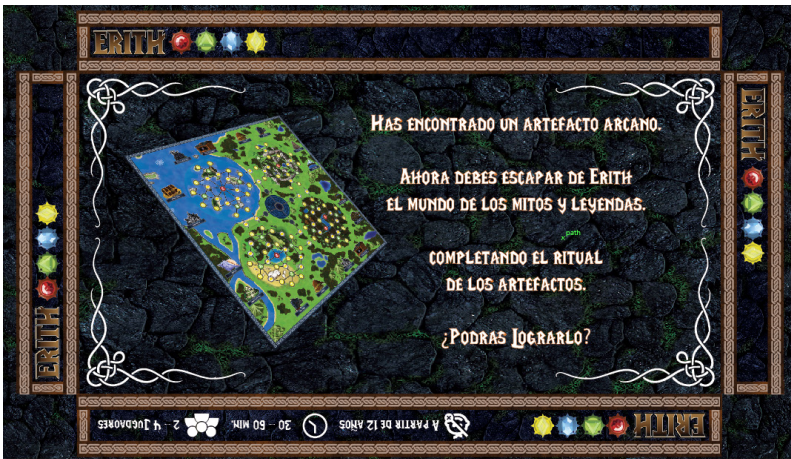 ERITH
HAS ENCONTRADO UN ARTEFACTO ARCANO.
AHORA DEBES ESCAPAR DE ERITH
EL MUNDO DE LOS MITOS Y LEYENDAS.
path
COMPLETANDO EL RITUAL
DE LOS ARTEFACTOS.
¿PODRAS LOGRARLO?
ERITH
ERITH
ERITH
A PARTIR DE 12 AÑOS
30 - 60 MIN.
2 - 4 JUGADORES